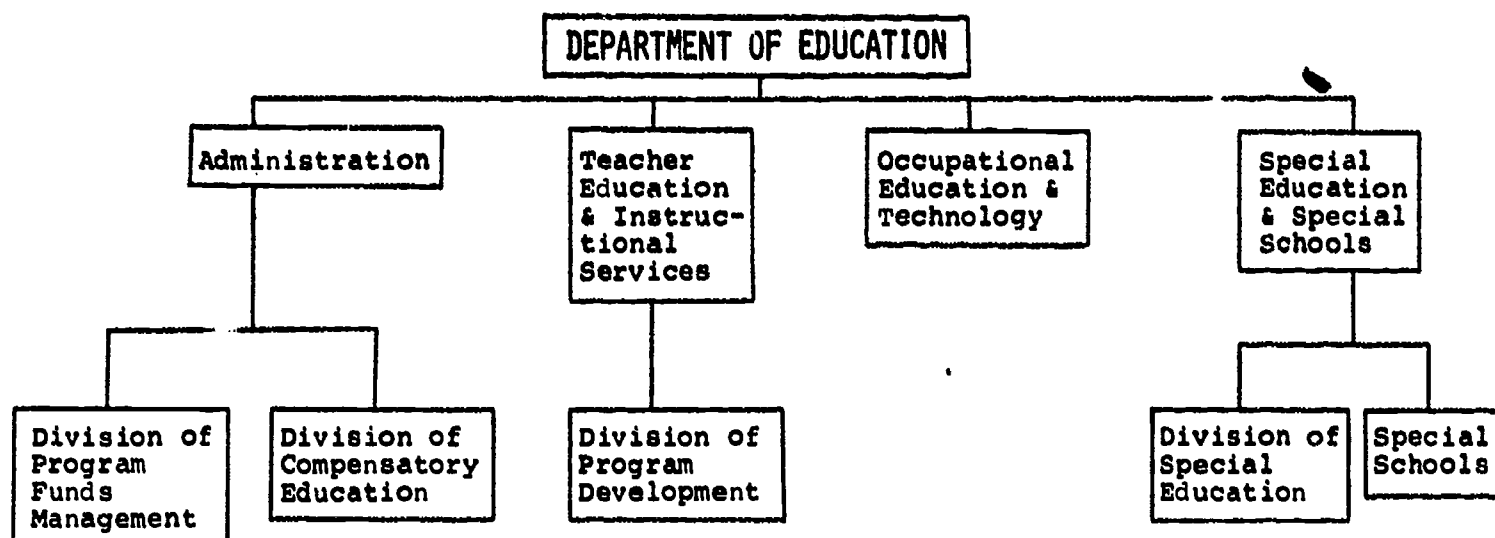 DEPARTMENT OF EDUCATION
Administration
Teacher
Education
& Instruc-
tional
Services
Occupational
Education &
Technology
Special
Education
& Special
Schools
Division of
Program
Funds
Management
Division of
Compensatory
Education
Division of
Program
Development
Division of
Special
Education
Special
Schools